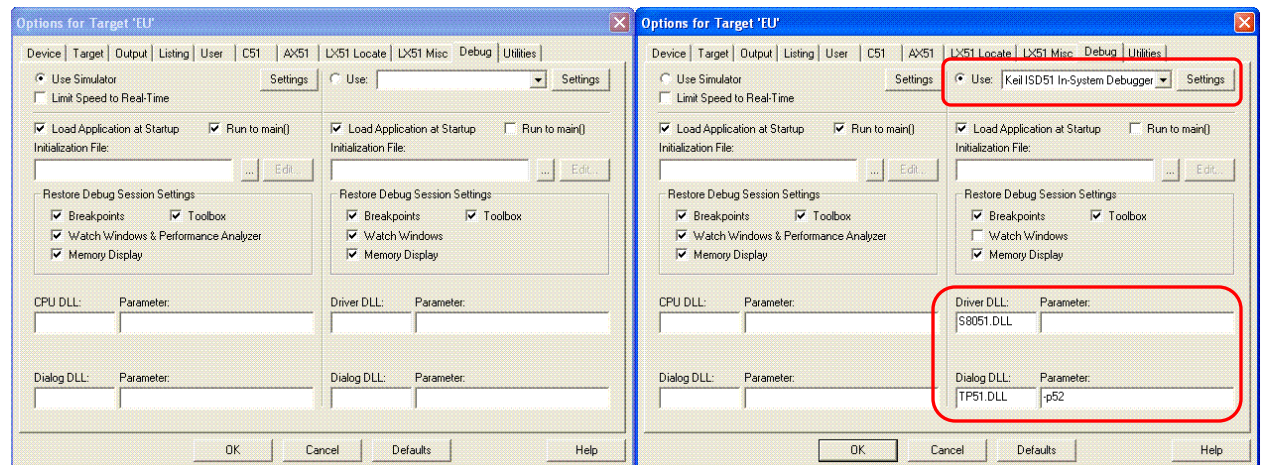 Options for Target 'EU'
Device Target Output Listing User C51 AX51 LX51 Locate LX51 Misc Debug Utilities
Use Simulator Settings Use: Settings
Limit Speed to Real-Time
Load Application at Startup Run to main() Load Application at Startup Run to main()
Initialization File: Initialization File:
... Edit... ... Edit...
Restore Debug Session Settings Restore Debug Session Settings
Breakpoints Toolbox Breakpoints Toolbox
Watch Windows & Performance Analyzer Watch Windows
Memory Display Memory Display
CPU DLL: Parameter: Driver DLL: Parameter:
Dialog DLL: Parameter: Dialog DLL: Parameter:
OK Cancel Defaults Help
Options for Target 'EU'
Device Target Output Listing User C51 AX51 LX51 Locate LX51 Misc Debug Utilities
Use Simulator Settings Use: Keil ISD51 In-System Debugger Settings
Limit Speed to Real-Time
Load Application at Startup Run to main() Load Application at Startup Run to main()
Initialization File: Initialization File:
... Edit... ... Edit...
Restore Debug Session Settings Restore Debug Session Settings
Breakpoints Toolbox Breakpoints Toolbox
Watch Windows & Performance Analyzer Watch Windows
Memory Display Memory Display
CPU DLL: Parameter: Driver DLL: Parameter:
S8051.DLL
Dialog DLL: Parameter: Dialog DLL: Parameter:
TP51.DLL -p52
OK Cancel Defaults Help